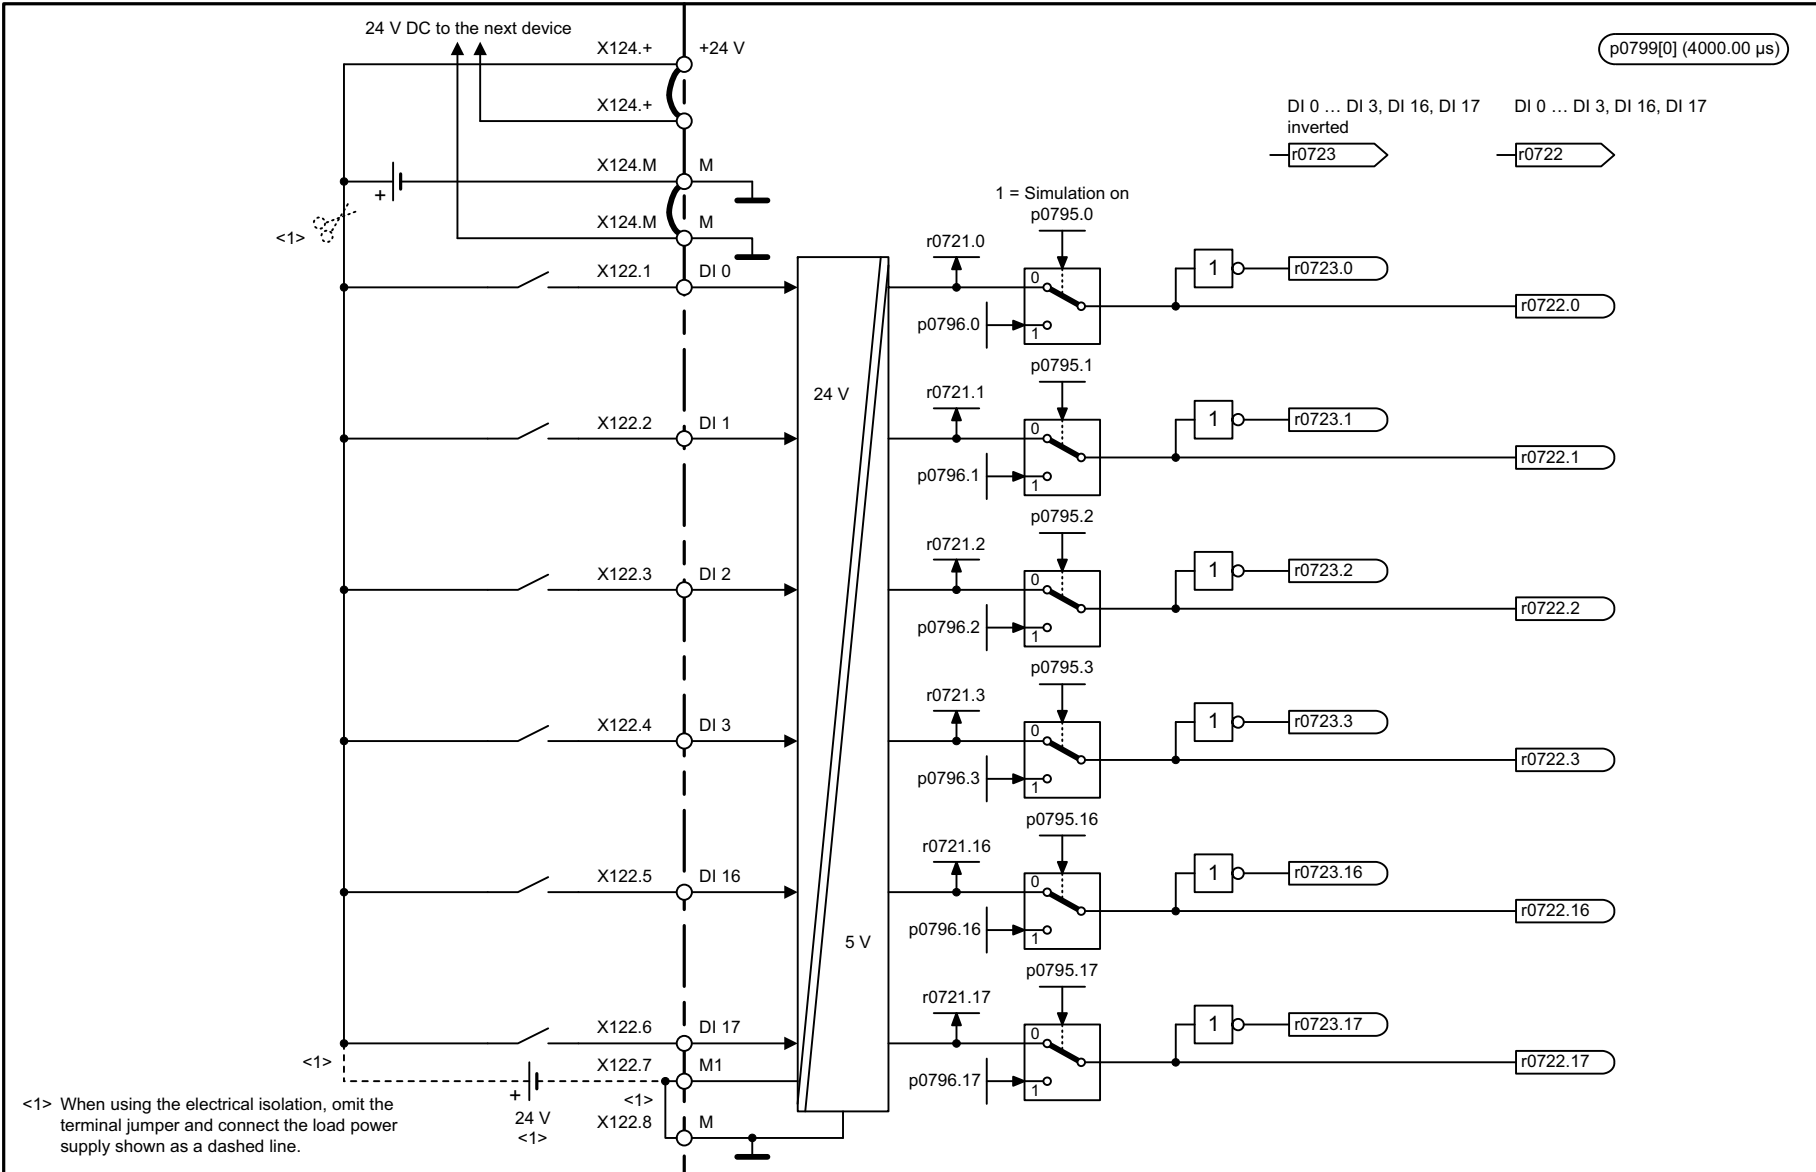 24 V DC to the next device
X124.+
+24 V
p0799[0] (4000.00 µs)
X124.+
DI 0 … DI 3, DI 16, DI 17
inverted
DI 0 … DI 3, DI 16, DI 17
r0723
r0722
X124.M
M
+
<1>
X124.M
M
1 = Simulation on
p0795.0
r0721.0
X122.1
DI 0
0
p0796.0
1
1
r0723.0
r0722.0
24 V
p0795.1
r0721.1
X122.2
DI 1
0
p0796.1
1
1
r0723.1
r0722.1
p0795.2
r0721.2
X122.3
DI 2
0
p0796.2
1
1
r0723.2
r0722.2
p0795.3
r0721.3
X122.4
DI 3
0
p0796.3
1
1
r0723.3
r0722.3
p0795.16
r0721.16
X122.5
DI 16
0
p0796.16
1
1
r0723.16
r0722.16
5 V
p0795.17
r0721.17
X122.6
DI 17
0
p0796.17
1
1
r0723.17
r0722.17
<1>
X122.7
M1
+
24 V
<1>
<1>
X122.8
M
<1> When using the electrical isolation, omit the
terminal jumper and connect the load power
supply shown as a dashed line.